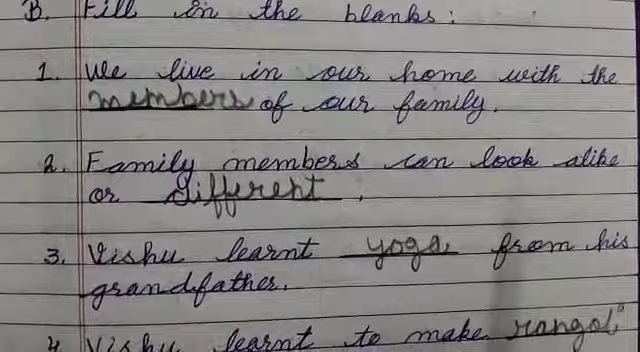 B. Fill in the blanks:
1. We live in our home with the
members of our family.
2. Family members can look alike
or different.
3. Vishu learnt yoga from his
grandfather.
4. Vishu learnt to make